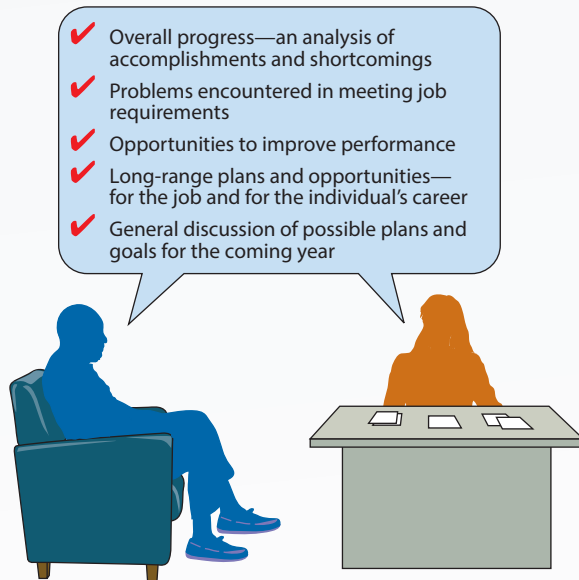 ✔ Overall progress—an analysis of
accomplishments and shortcomings
✔ Problems encountered in meeting job
requirements
✔ Opportunities to improve performance
✔ Long-range plans and opportunities—
for the job and for the individual’s career
✔ General discussion of possible plans and
goals for the coming year